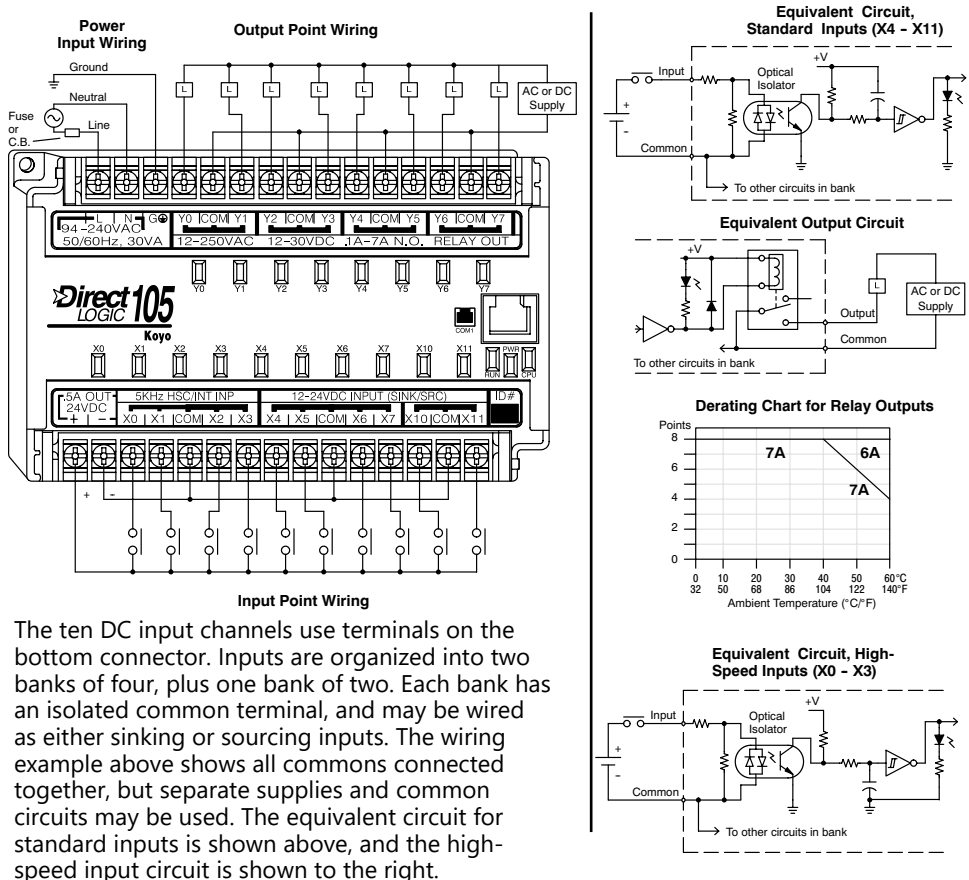 Power
Input Wiring
Output Point Wiring
Ground
Neutral
Fuse
or
C.B.
Line
L L L L L L L L
AC or DC
Supply
L N G Y0 COM Y1 Y2 COM Y3 Y4 COM Y5 Y6 COM Y7
94-240VAC
50/60Hz, 30VA 12-250VAC 12-30VDC .1A-7A N.O. RELAY OUT
Y0 Y1 Y2 Y3 Y4 Y5 Y6 Y7
Direct
LOGIC 105
Koyo
COM1
X0 X1 X2 X3 X4 X5 X6 X7 X10 X11
RUN PWR CPU
.5A OUT 5KHz HSC/INT INP 12-24VDC INPUT (SINK/SRC) ID#
24VDC
+ - X0 X1 COM X2 X3 X4 X5 COM X6 X7 X10 COM X11
+ -
Input Point Wiring
The ten DC input channels use terminals on the
bottom connector. Inputs are organized into two
banks of four, plus one bank of two. Each bank has
an isolated common terminal, and may be wired
as either sinking or sourcing inputs. The wiring
example above shows all commons connected
together, but separate supplies and common
circuits may be used. The equivalent circuit for
standard inputs is shown above, and the high-
speed input circuit is shown to the right.
Equivalent Circuit,
Standard Inputs (X4 - X11)
+V
Input
Optical
Isolator
+
-
Common
To other circuits in bank
Equivalent Output Circuit
+V
L
AC or DC
Supply
Output
Common
To other circuits in bank
Derating Chart for Relay Outputs
Points
8
6
4
2
0
7A
6A
7A
0 10 20 30 40 50 60°C
32 50 68 86 104 122 140°F
Ambient Temperature (°C/°F)
Equivalent Circuit, High-
Speed Inputs (X0 - X3)
+V
Input
Optical
Isolator
+
-
Common
To other circuits in bank